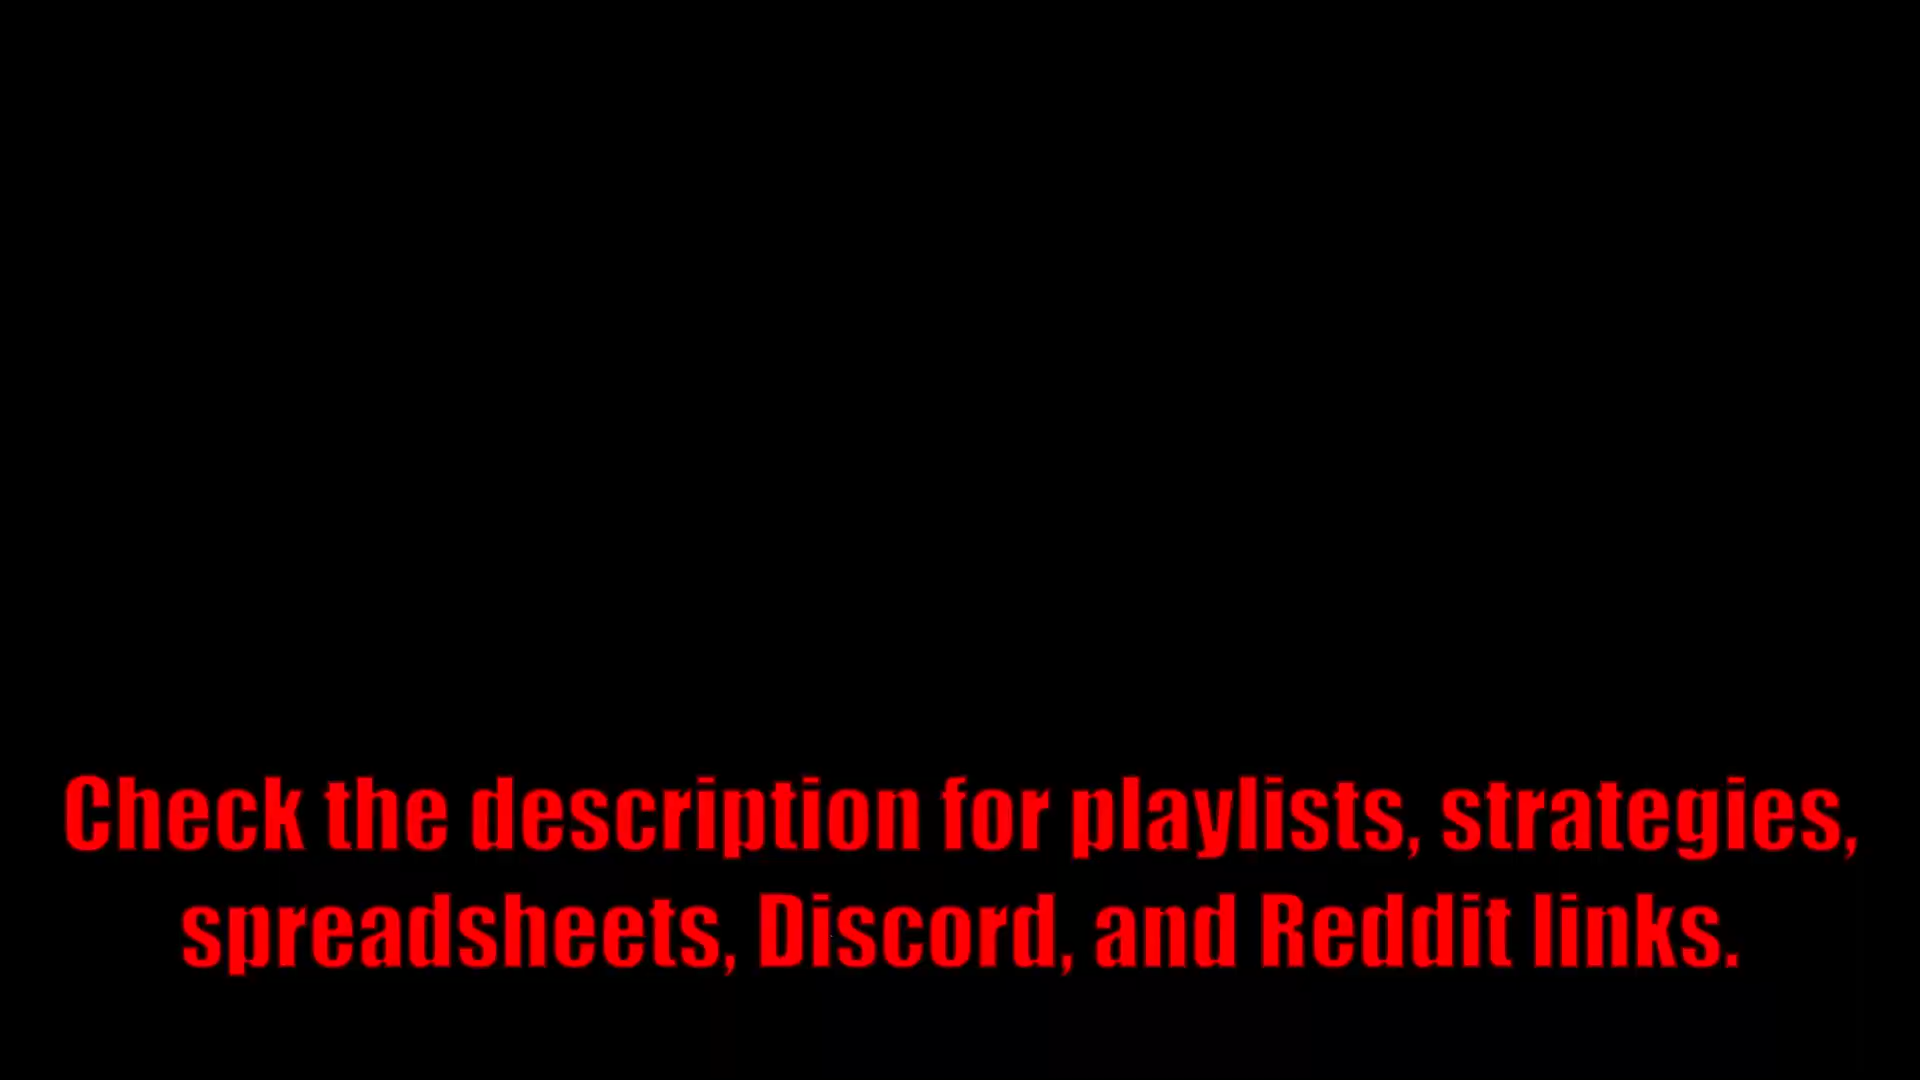 Check the description for playlists, strategies,
spreadsheets, Discord, and Reddit links.